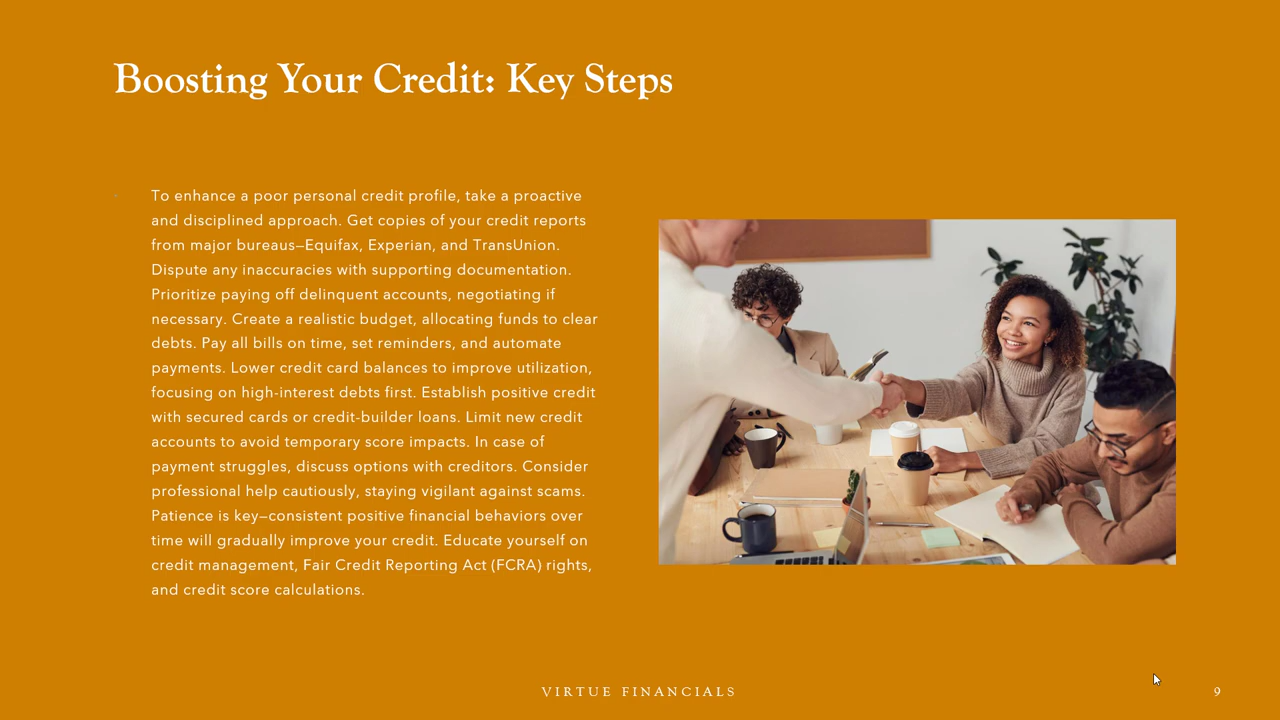 Boosting Your Credit: Key Steps
To enhance a poor personal credit profile, take a proactive
and disciplined approach. Get copies of your credit reports
from major bureaus—Equifax, Experian, and TransUnion.
Dispute any inaccuracies with supporting documentation.
Prioritize paying off delinquent accounts, negotiating if
necessary. Create a realistic budget, allocating funds to clear
debts. Pay all bills on time, set reminders, and automate
payments. Lower credit card balances to improve utilization,
focusing on high-interest debts first. Establish positive credit
with secured cards or credit-builder loans. Limit new credit
accounts to avoid temporary score impacts. In case of
payment struggles, discuss options with creditors. Consider
professional help cautiously, staying vigilant against scams.
Patience is key—consistent positive financial behaviors over
time will gradually improve your credit. Educate yourself on
credit management, Fair Credit Reporting Act (FCRA) rights,
and credit score calculations.
VIRTUE FINANCIALS
9